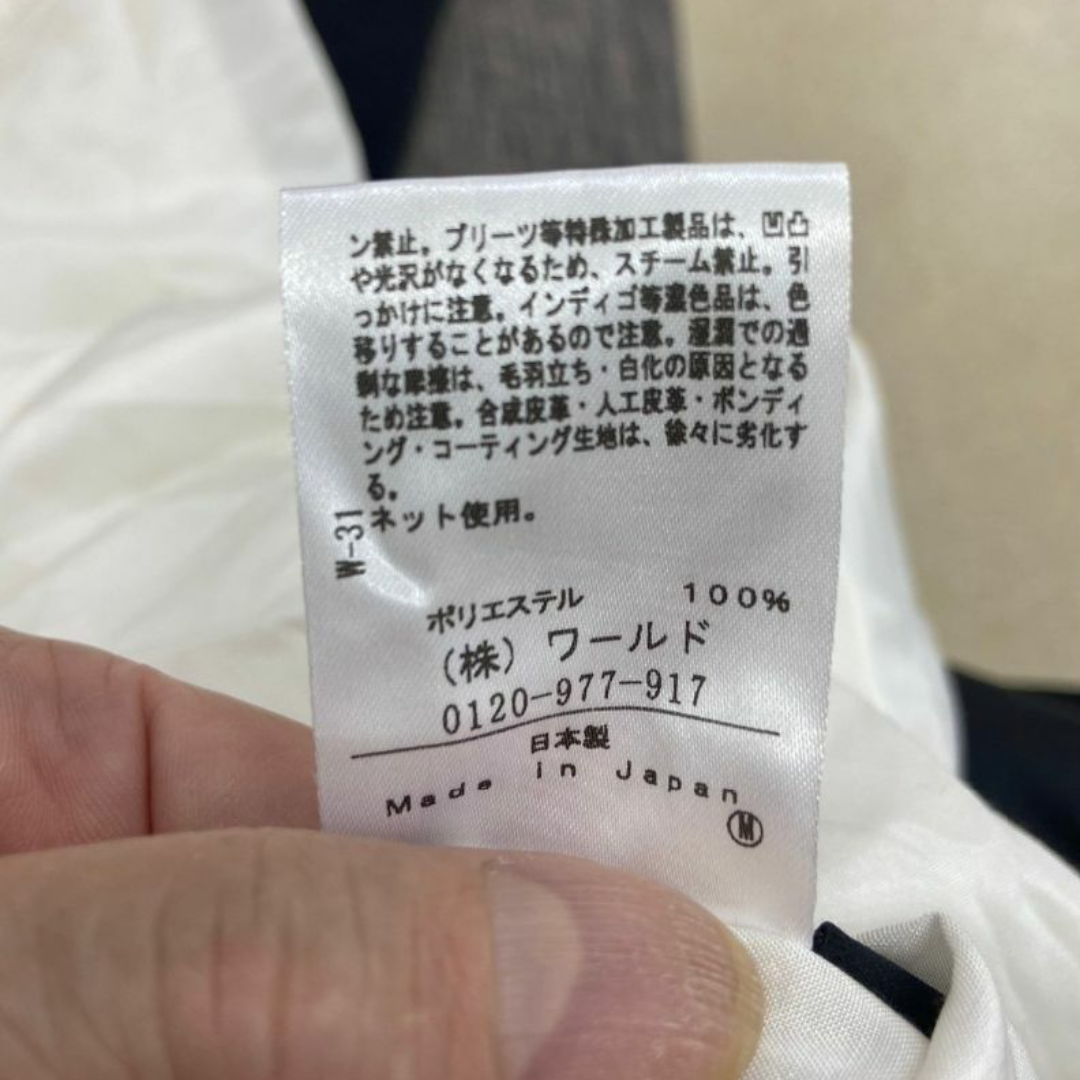 ン禁止。プリーツ等特殊加工製品は、凹凸
や光沢がなくなるため、スチーム禁止。引
っかけに注意。インディゴ等濃色品は、色
移りすることがあるので注意。湿潤での過
剰な摩擦は、毛羽立ち・白化の原因となる
ため注意。合成皮革・人工皮革・ボンディ
ング・コーティング生地は、徐々に劣化す
る。
ネット使用。
W-31
ポリエステル 100%
(株) ワールド
0120-977-917
日本製
Made in Japan
Ⓜ